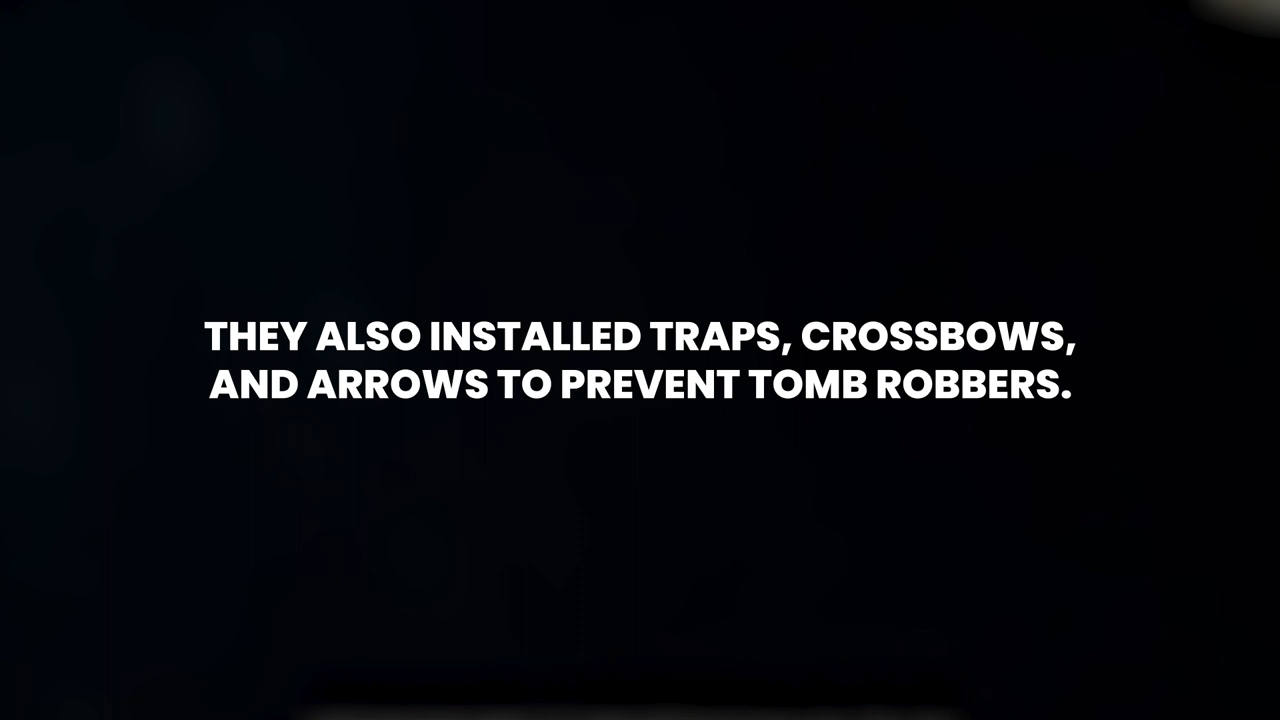 THEY ALSO INSTALLED TRAPS, CROSSBOWS,
AND ARROWS TO PREVENT TOMB ROBBERS.